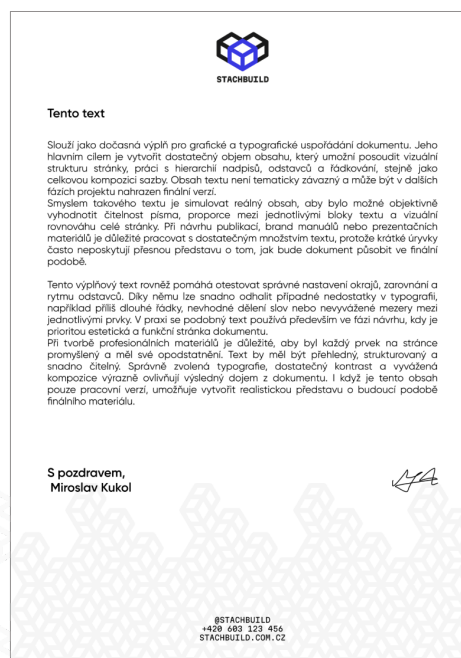 STACHBUILD
Tento text
Slouží jako dočasná výplň pro grafické a typografické uspořádání dokumentu. Jeho
hlavním cílem je vytvořit dostatečný objem obsahu, který umožní posoudit vizuální
strukturu stránky, práci s hierarchií nadpisů, odstavců a řádkování, stejně jako
celkovou kompozici sazby. Obsah textu není tematicky závazný a může být v dalších
fázích projektu nahrazen finální verzí.
Smyslem takového textu je simulovat reálný obsah, aby bylo možné objektivně
vyhodnotit čitelnost písma, proporce mezi jednotlivými bloky textu a vizuální
rovnováhu celé stránky. Při návrhu publikací, brand manuálů nebo prezentačních
materiálů je důležité pracovat s dostatečným množstvím textu, protože krátké úryvky
často neposkytují přesnou představu o tom, jak bude dokument působit ve finální
podobě.
Tento výplňový text rovněž pomáhá otestovat správné nastavení okrajů, zarovnání a
rytmu odstavců. Díky němu lze snadno odhalit případné nedostatky v typografii,
například příliš dlouhé řádky, nevhodné dělení slov nebo nevyvážené mezery mezi
jednotlivými prvky. V praxi se podobný text používá především ve fázi návrhu, kdy je
prioritou estetická a funkční stránka dokumentu.
Při tvorbě profesionálních materiálů je důležité, aby byl každý prvek na stránce
promyšlený a měl své opodstatnění. Text by měl být přehledný, strukturovaný a
snadno čitelný. Správně zvolená typografie, dostatečný kontrast a vyvážená
kompozice výrazně ovlivňují výsledný dojem z dokumentu. I když je tento obsah
pouze pracovní verzí, umožňuje vytvořit realistickou představu o budoucí podobě
finálního materiálu.
S pozdravem,
Miroslav Kukol
@STACHBUILD
+420 603 123 456
STACHBUILD.COM.CZ